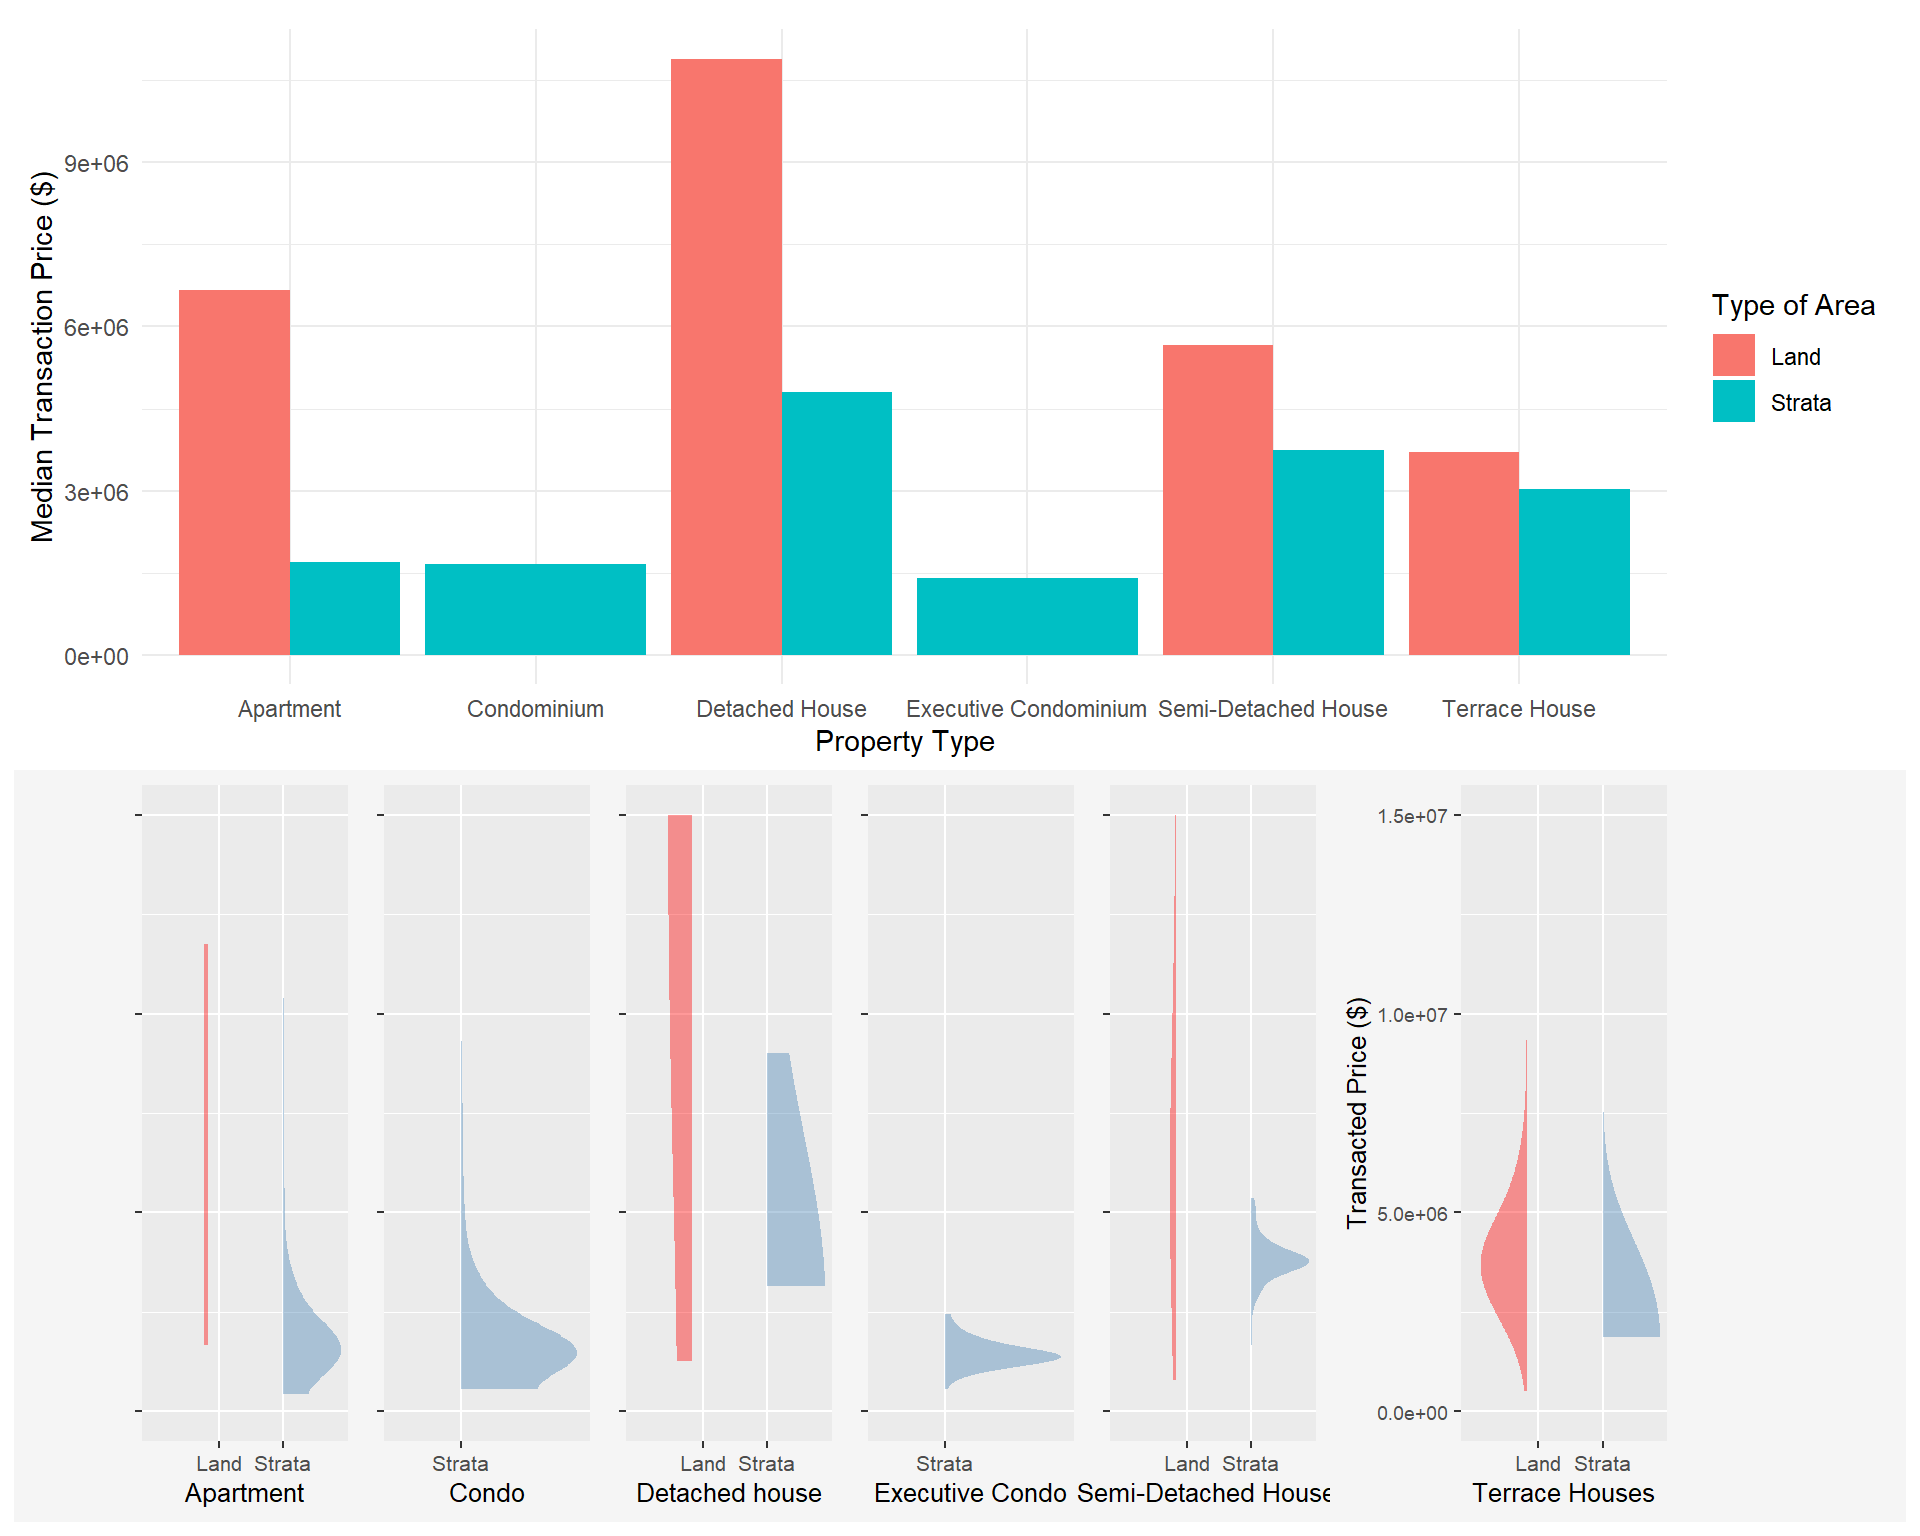 Median Transaction Price ($)
9e+06
6e+06
3e+06
0e+00
Apartment Condominium Detached House Executive Condominium Semi-Detached House Terrace House
Property Type
Type of Area
Land
Strata
Transacted Price ($)
1.5e+07
1.0e+07
5.0e+06
0.0e+00
Land Strata Strata Land Strata Strata Land Strata Land Strata
Apartment Condo Detached house Executive Condo Semi-Detached House Terrace Houses